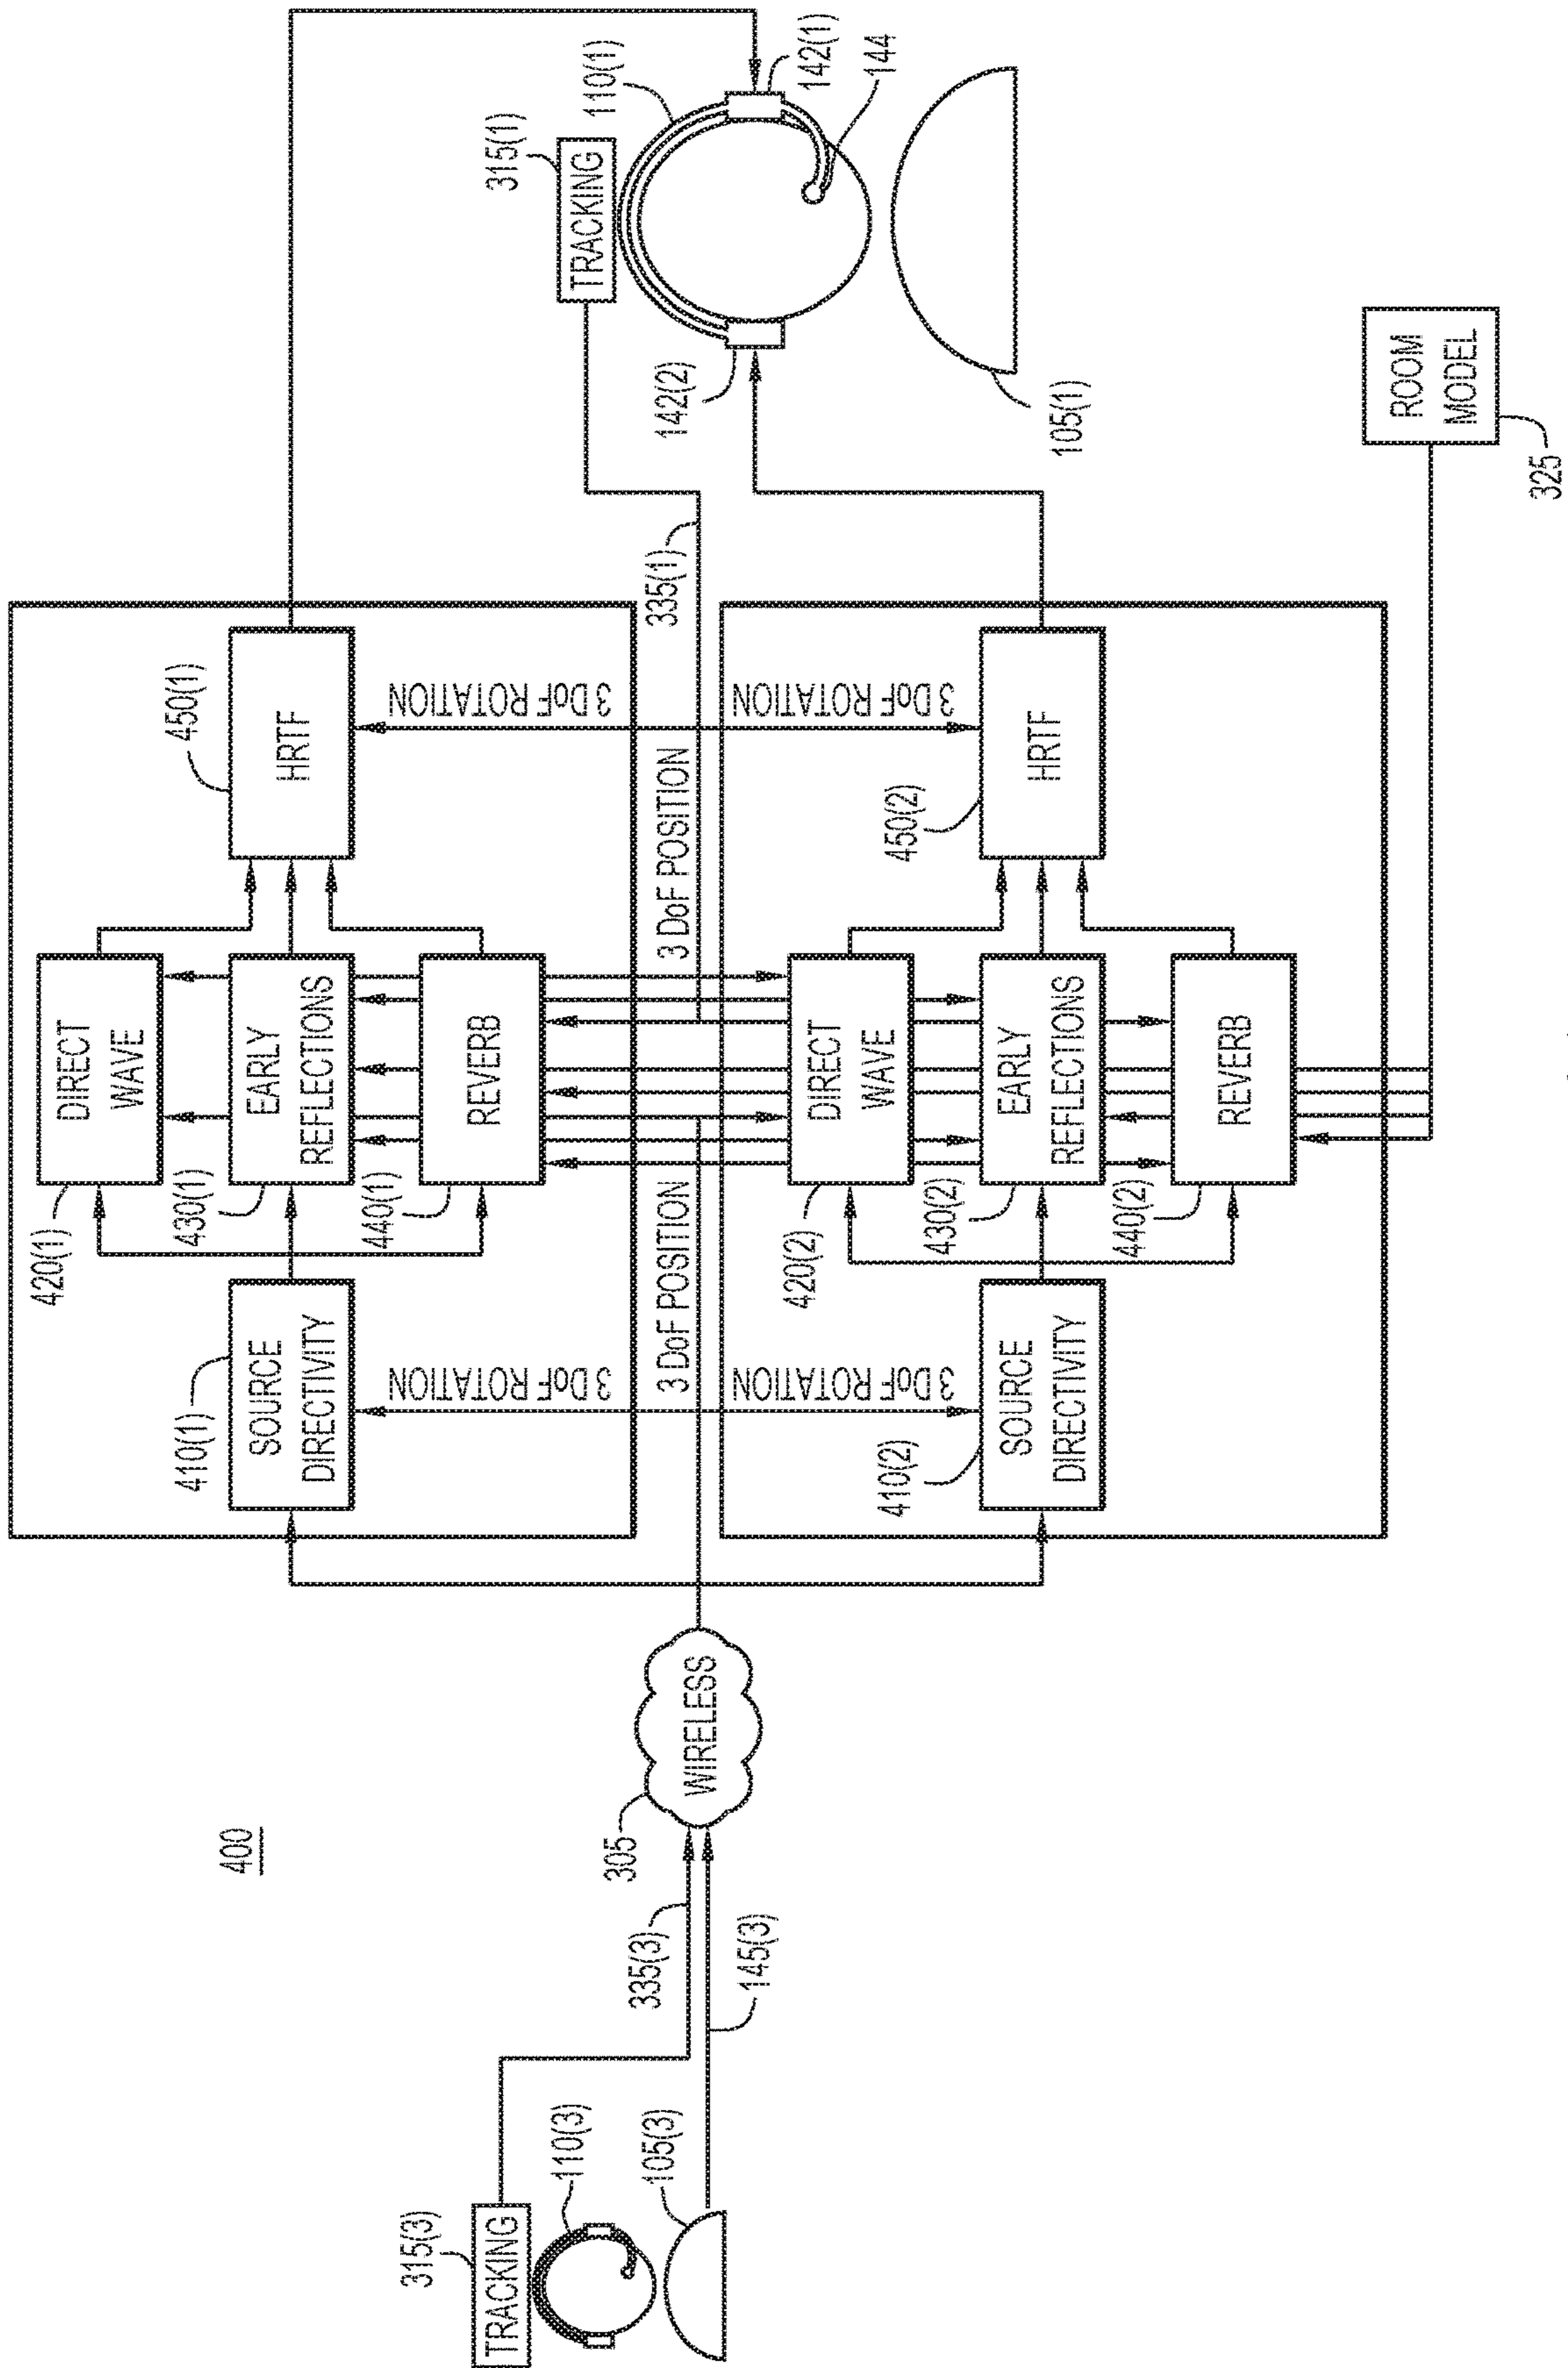 400
315(3)
TRACKING
110(3)
105(3)
335(3)
145(3)
305
WIRELESS
410(1)
SOURCE
DIRECTIVITY
420(1)
DIRECT
WAVE
430(1)
EARLY
REFLECTIONS
440(1)
REVERB
450(1)
HRTF
3 DoF ROTATION
3 DoF ROTATION
3 DoF POSITION
3 DoF POSITION
335(1)
3 DoF ROTATION
3 DoF ROTATION
410(2)
SOURCE
DIRECTIVITY
420(2)
DIRECT
WAVE
430(2)
EARLY
REFLECTIONS
440(2)
REVERB
450(2)
HRTF
315(1)
TRACKING
110(1)
142(1)
144
142(2)
105(1)
ROOM
MODEL
325